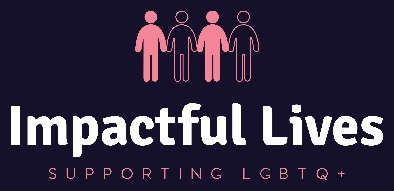 Impactful Lives
SUPPORTING LGBTQ+